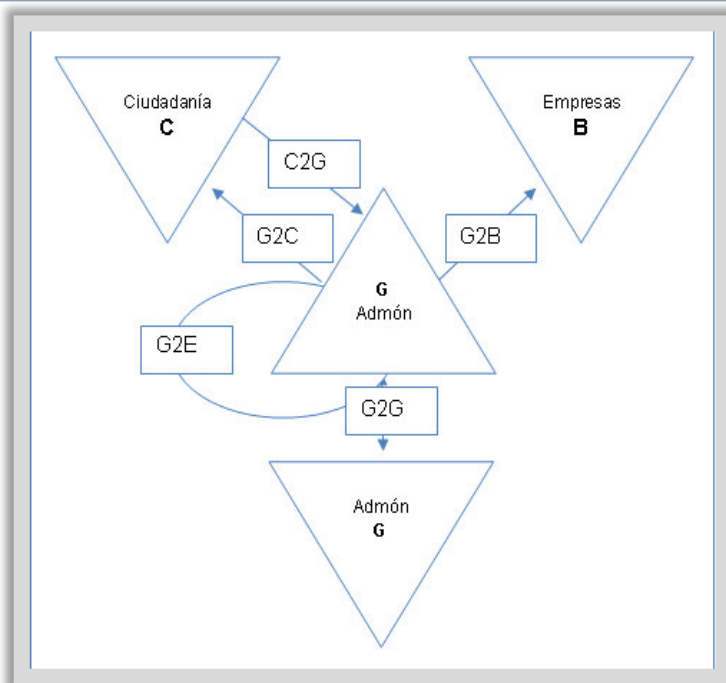 Ciudadanía
C
Empresas
B
C2G
G2C
G2B
G
Admón
G2E
G2G
Admón
G